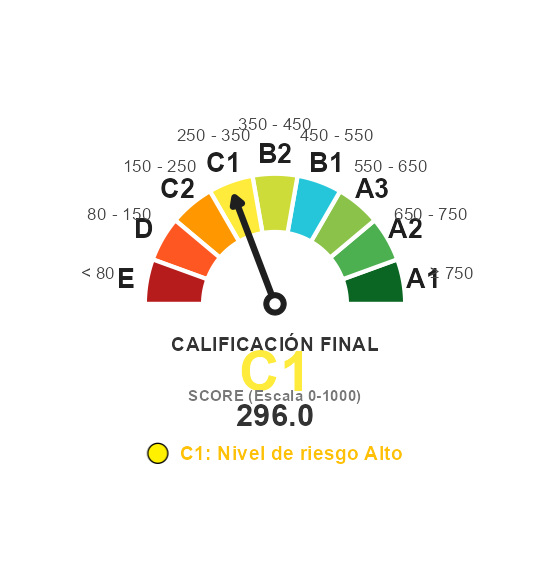 350 - 450
250 - 350
450 - 550
B2
C1
B1
150 - 250
550 - 650
C2
A3
80 - 150
650 - 750
D
A2
< 80
E
A1
≥ 750
CALIFICACIÓN FINAL
C1
SCORE (Escala 0-1000)
296.0
C1: Nivel de riesgo Alto